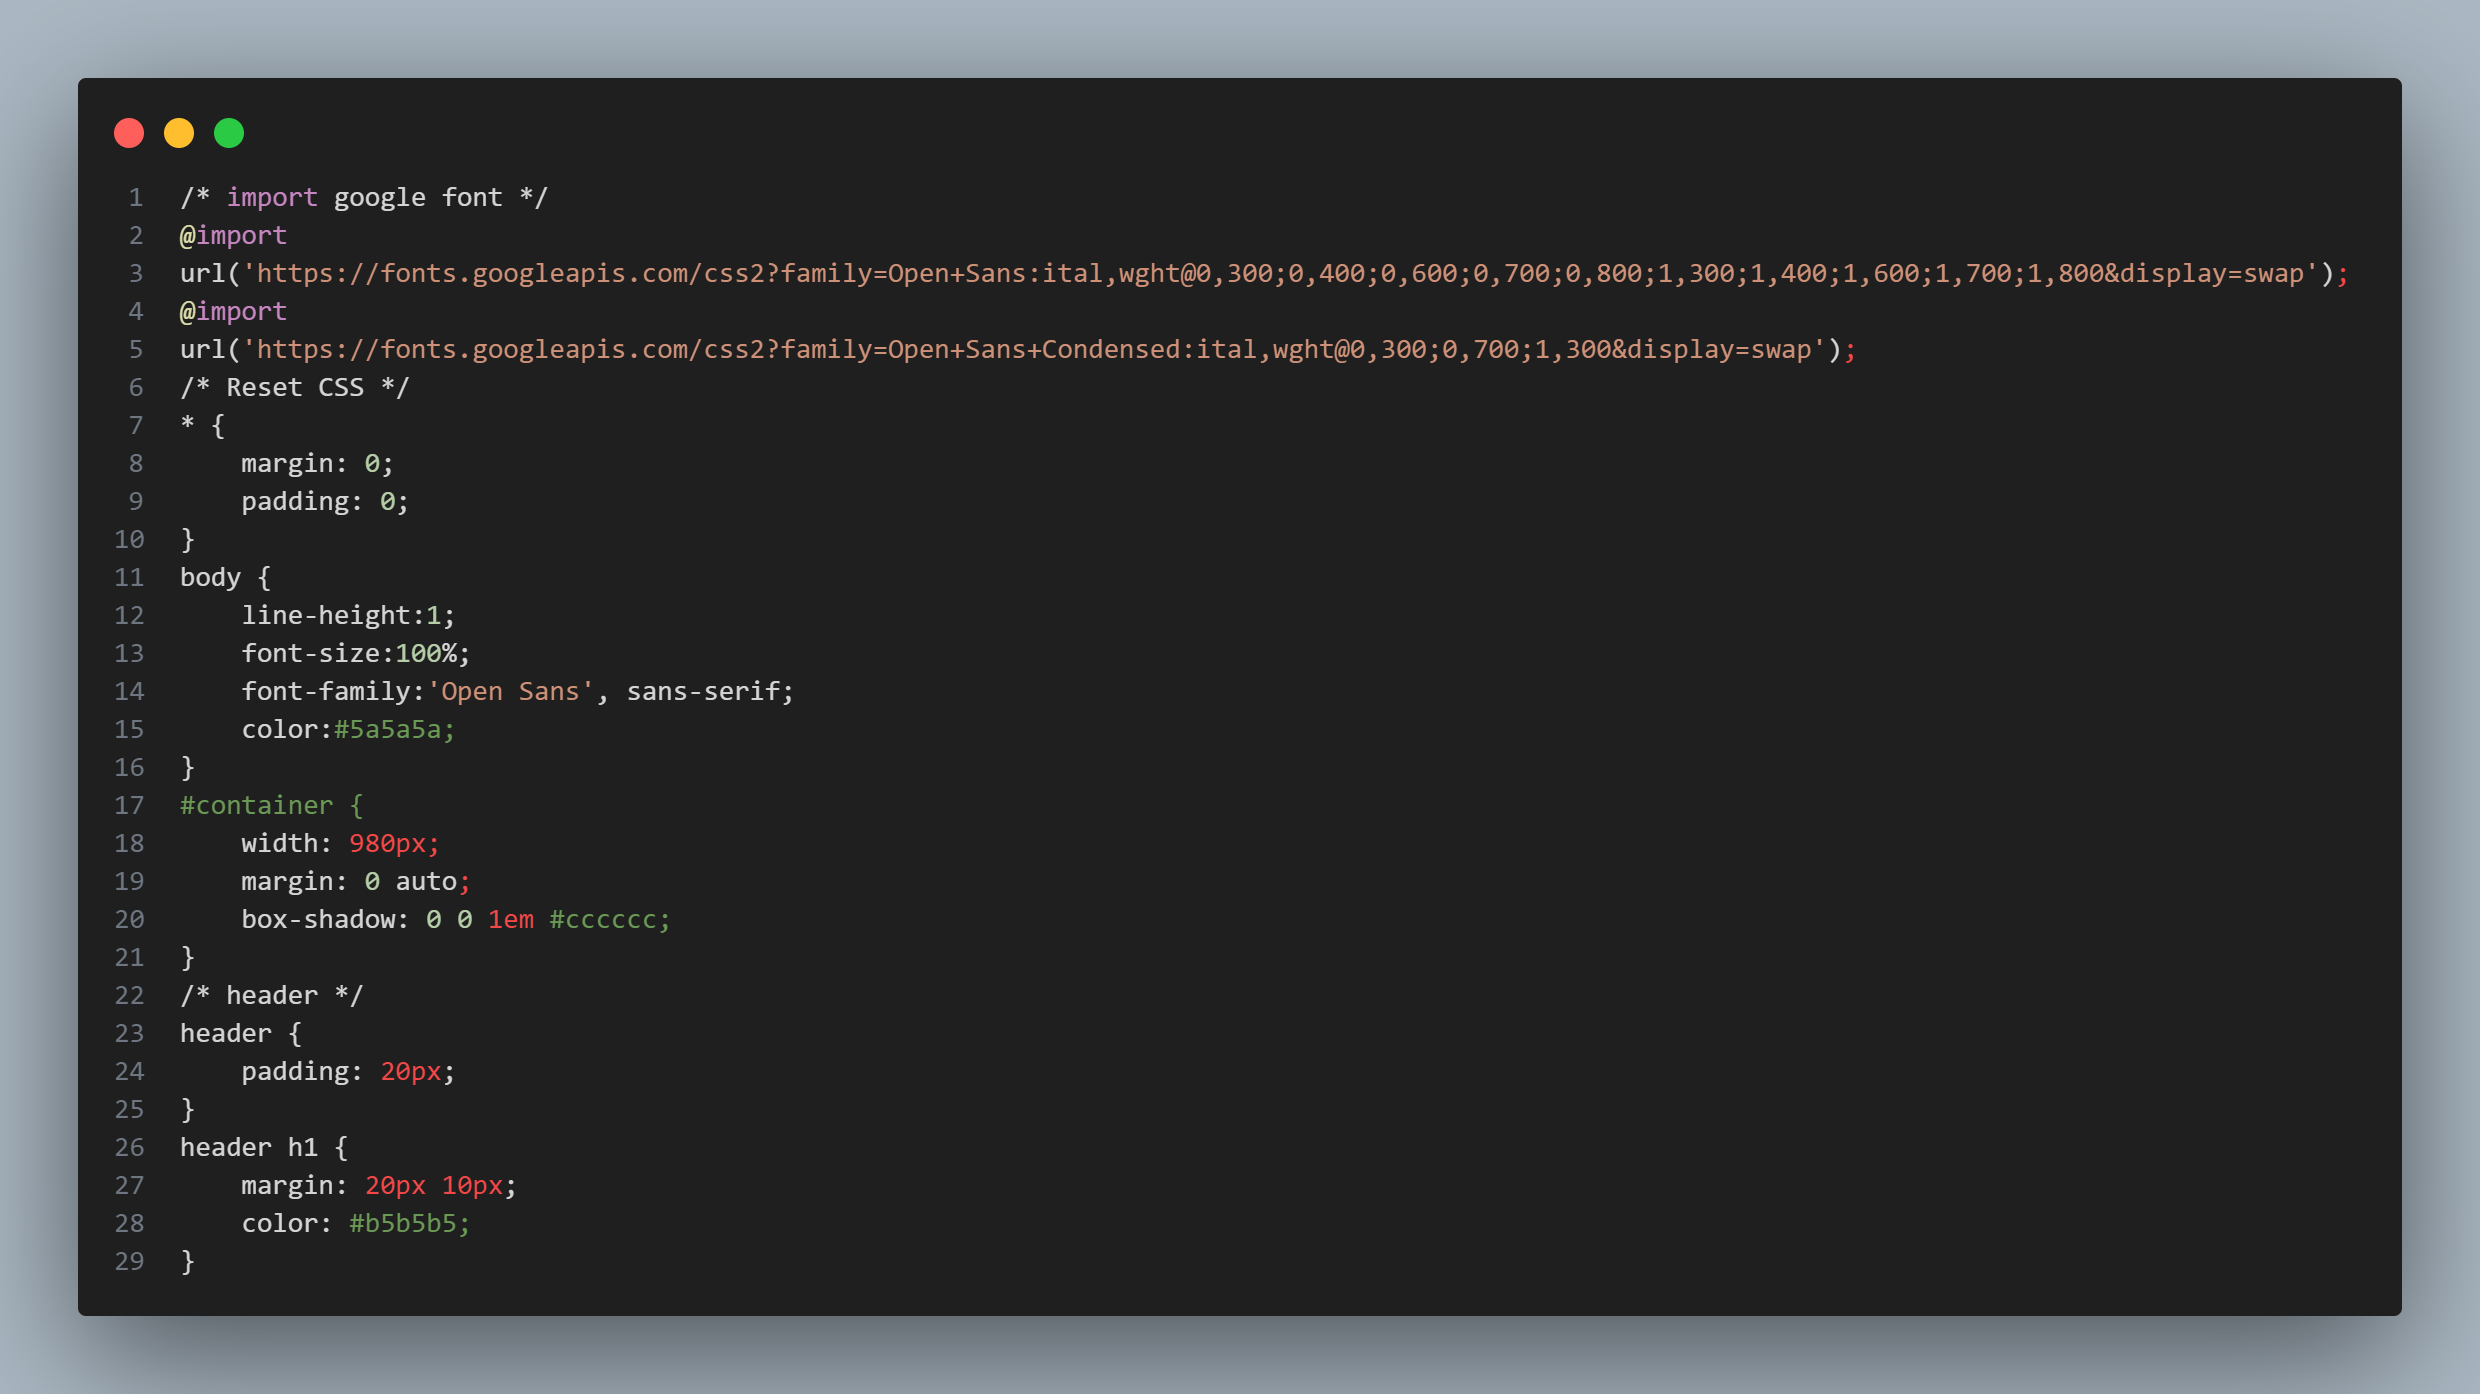 1 /* import google font */
2 @import
3 url('https://fonts.googleapis.com/css2?family=Open+Sans:ital,wght@0,300;0,400;0,600;0,700;0,800;1,300;1,400;1,600;1,700;1,800&display=swap');
4 @import
5 url('https://fonts.googleapis.com/css2?family=Open+Sans+Condensed:ital,wght@0,300;0,700;1,300&display=swap');
6 /* Reset CSS */
7 * {
8     margin: 0;
9     padding: 0;
10 }
11 body {
12     line-height:1;
13     font-size:100%;
14     font-family:'Open Sans', sans-serif;
15     color:#5a5a5a;
16 }
17 #container {
18     width: 980px;
19     margin: 0 auto;
20     box-shadow: 0 0 1em #cccccc;
21 }
22 /* header */
23 header {
24     padding: 20px;
25 }
26 header h1 {
27     margin: 20px 10px;
28     color: #b5b5b5;
29 }